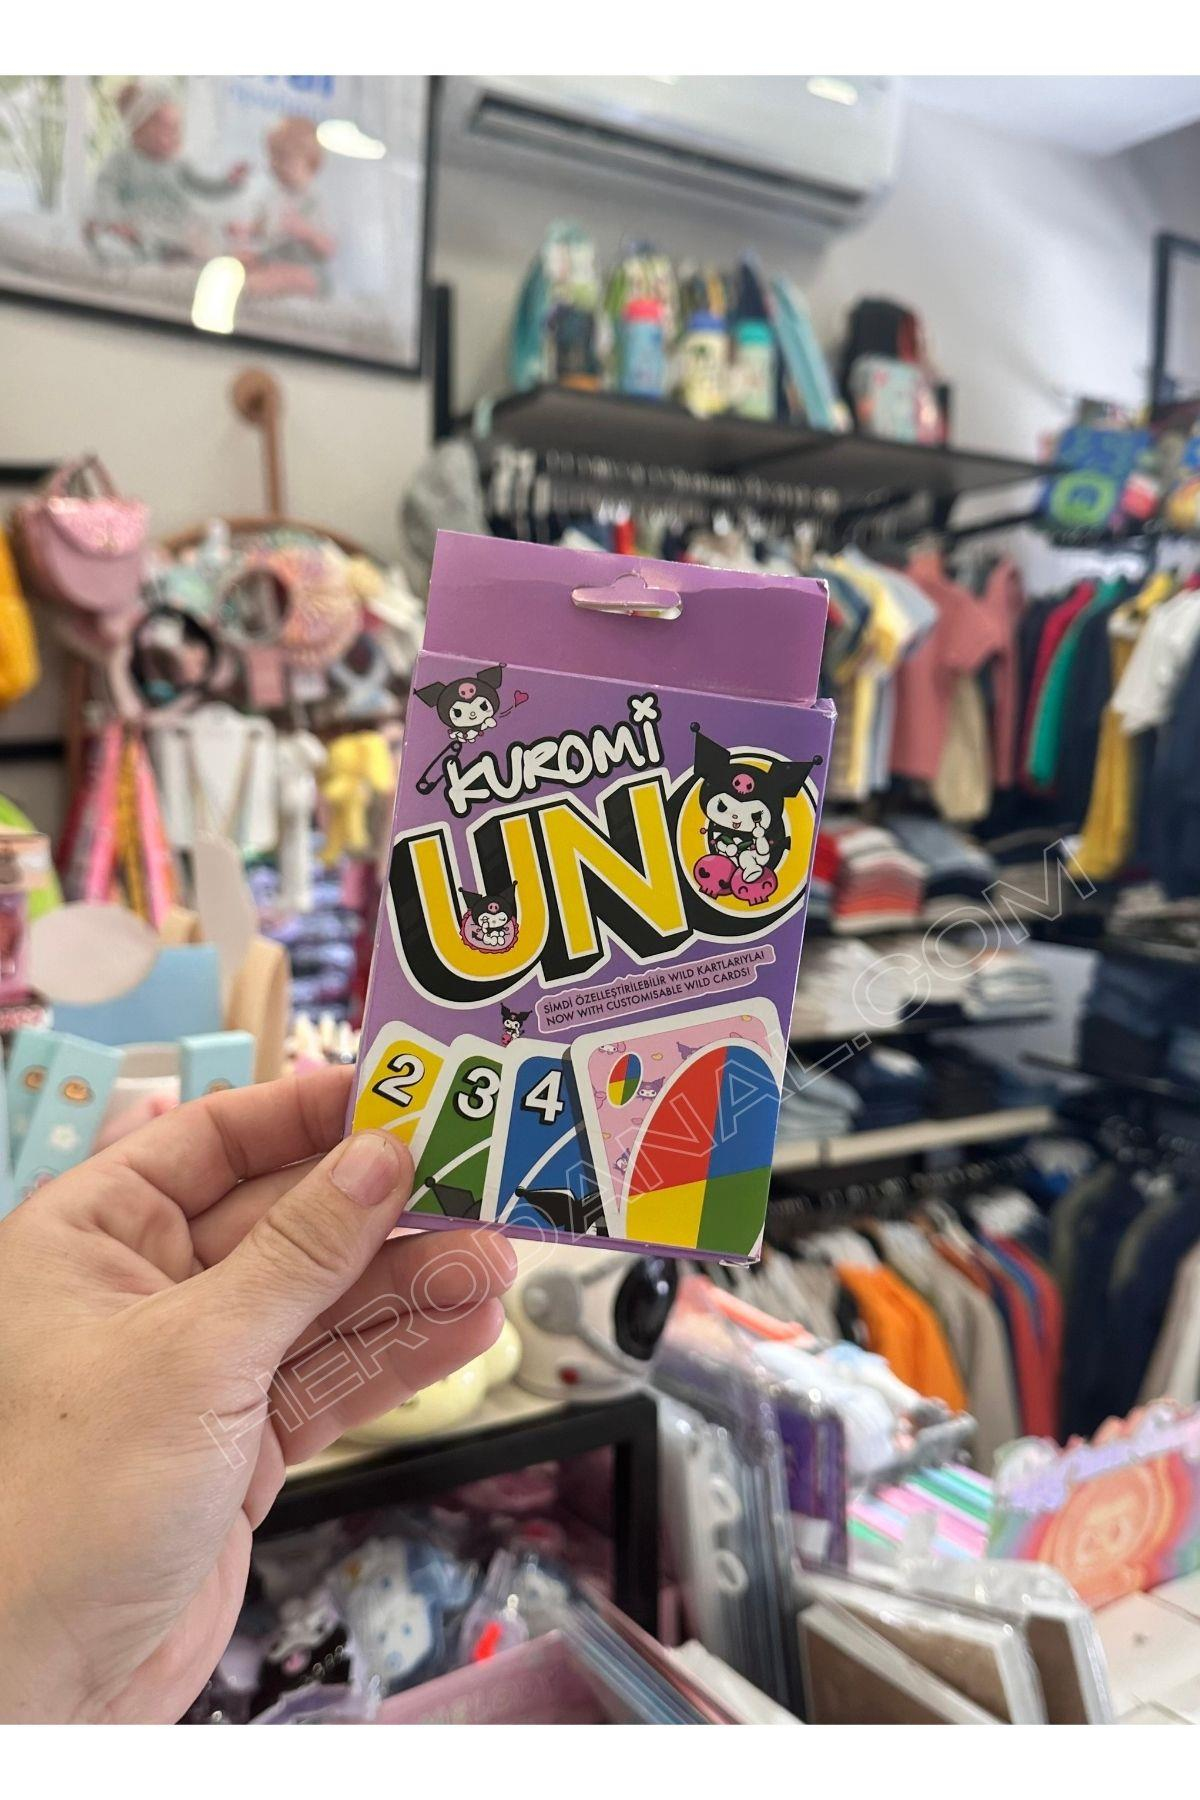 KUROMi
UNO
SİMDİ ÖZELLEŞTİRİLEBİLİR WILD KARTLARIYLA!
NOW WITH CUSTOMISABLE WILD CARDS!
2 3 4
HERODANAL.COM